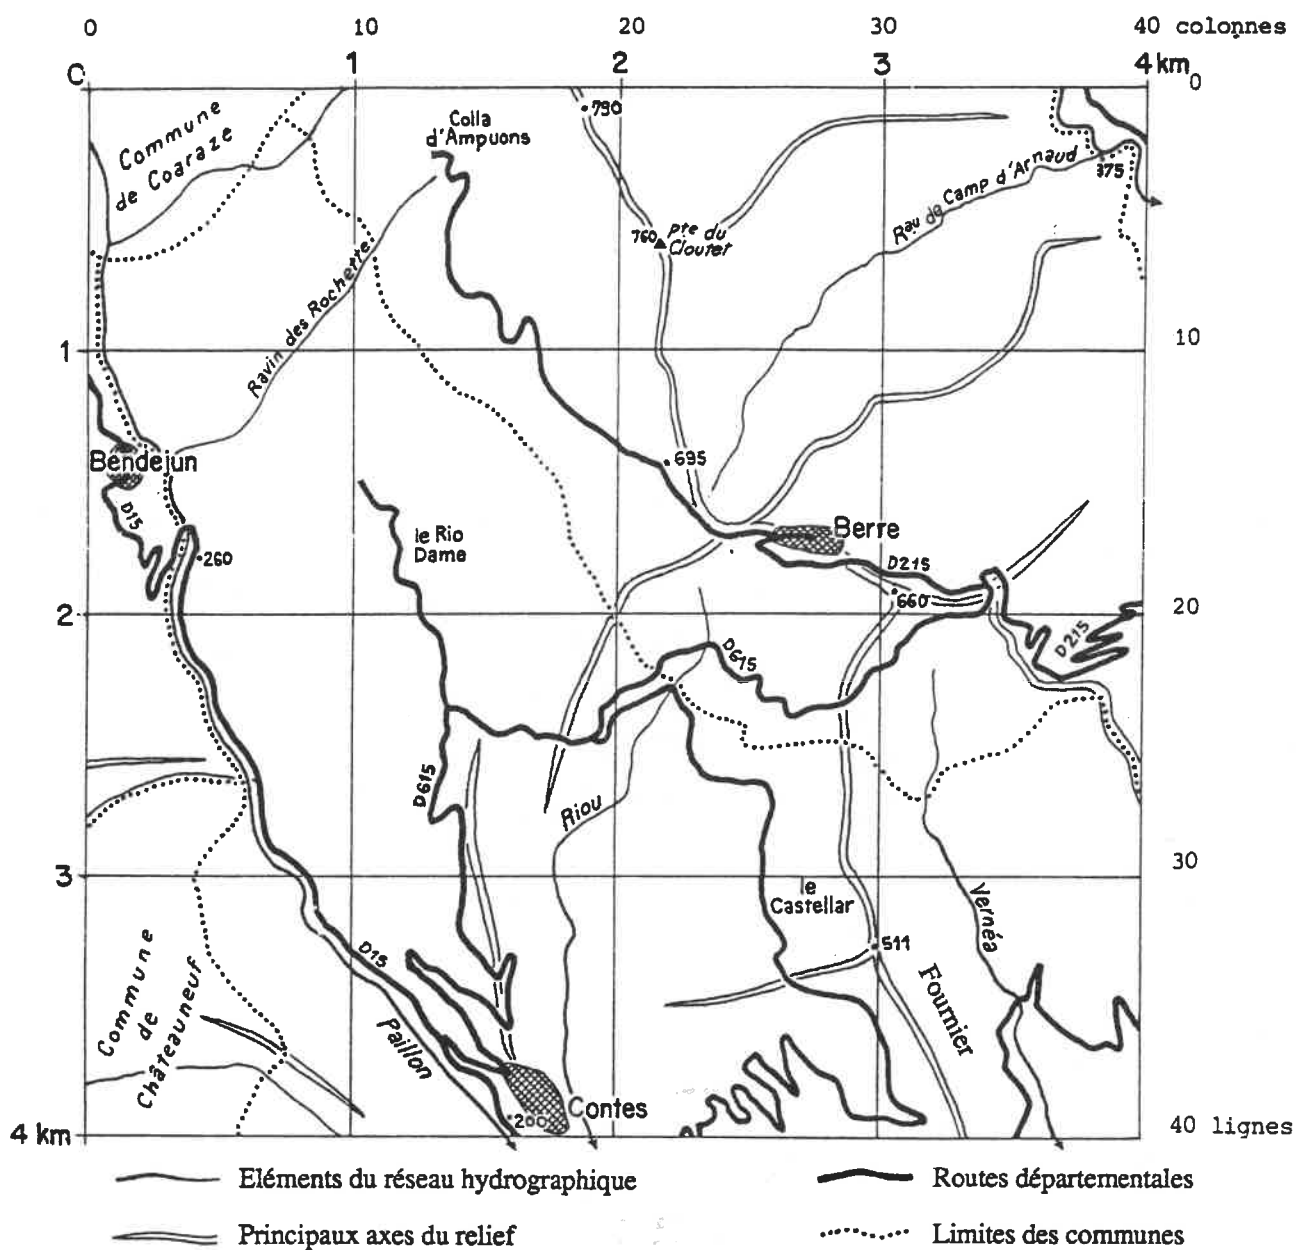 0 10 20 30 40 colonnes
0 1 2 3 4 km 0
790
Colla
d'Ampuons
Commune
de Coaraze
Rau de Camp d'Arnaud
375
760 Pte du
Cloutet
Ravin des Rochette
1 10
695
Bendejun
D15
le Rio
Dame
Berre
D215
260
660
2 20
D215
D675
D615
Riou
3 30
le
Castellar
Vernéa
511
D15
Fournier
Commune
de
Châteauneuf
Paillon
Contes
200
4 km 40 lignes
Eléments du réseau hydrographique
Routes départementales
Principaux axes du relief
Limites des communes